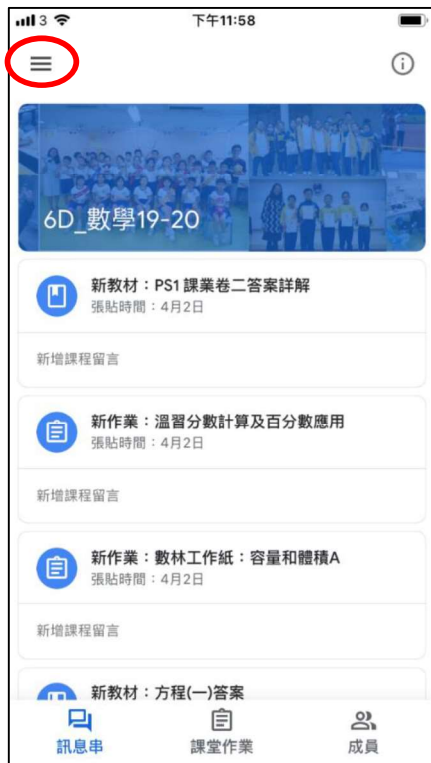 3 下午11:58
6D_數學19-20
新教材：PS1 課業卷二答案詳解
張貼時間：4月2日
新增課程留言
新作業：溫習分數計算及百分數應用
張貼時間：4月2日
新增課程留言
新作業：數林工作紙：容量和體積A
張貼時間：4月2日
新增課程留言
新教材：方程(一)答案
訊息串 課堂作業 成員